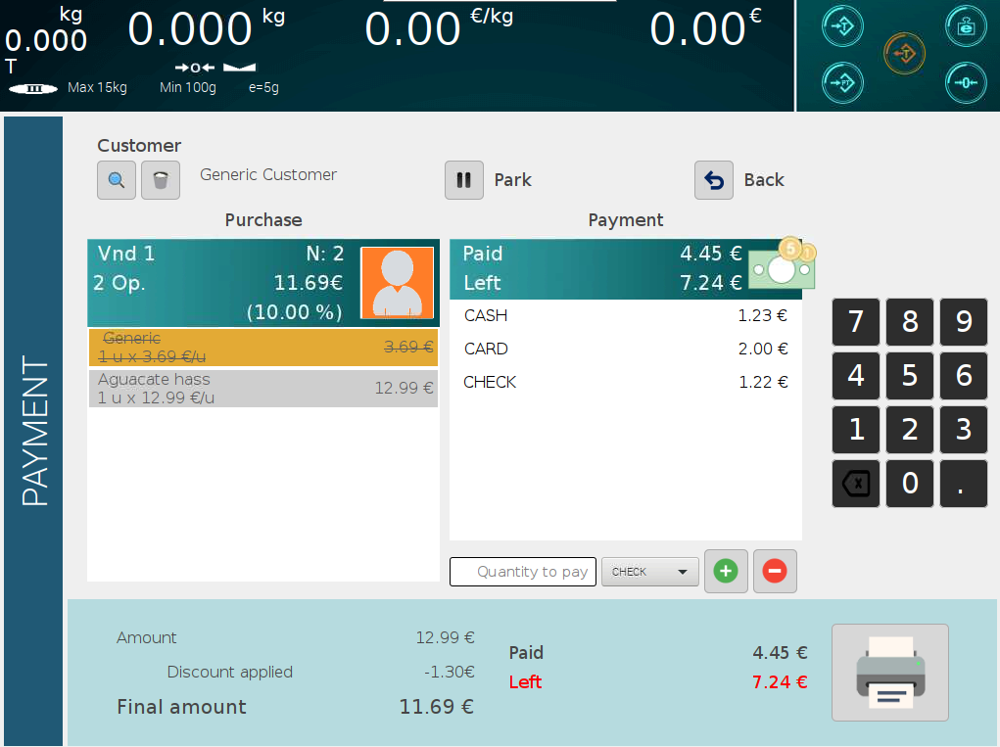 kg
0.000
T
0.000 kg
0.00 €/kg
0.00 €
→0←
Max 15kg
Min 100g
e=5g
T
T
e
PT
0
PAYMENT
Customer
Generic Customer
Park
Back
Purchase
Payment
Vnd 1 N: 2
2 Op. 11.69€
(10.00 %)
Generic
1 u x 3.69 €/u 3.69 €
Aguacate hass
1 u x 12.99 €/u 12.99 €
Paid 4.45 €
Left 7.24 €
5 1
CASH 1.23 €
CARD 2.00 €
CHECK 1.22 €
7 8 9
4 5 6
1 2 3
x 0 .
Quantity to pay CHECK
Amount 12.99 €
Discount applied -1.30€
Final amount 11.69 €
Paid 4.45 €
Left 7.24 €